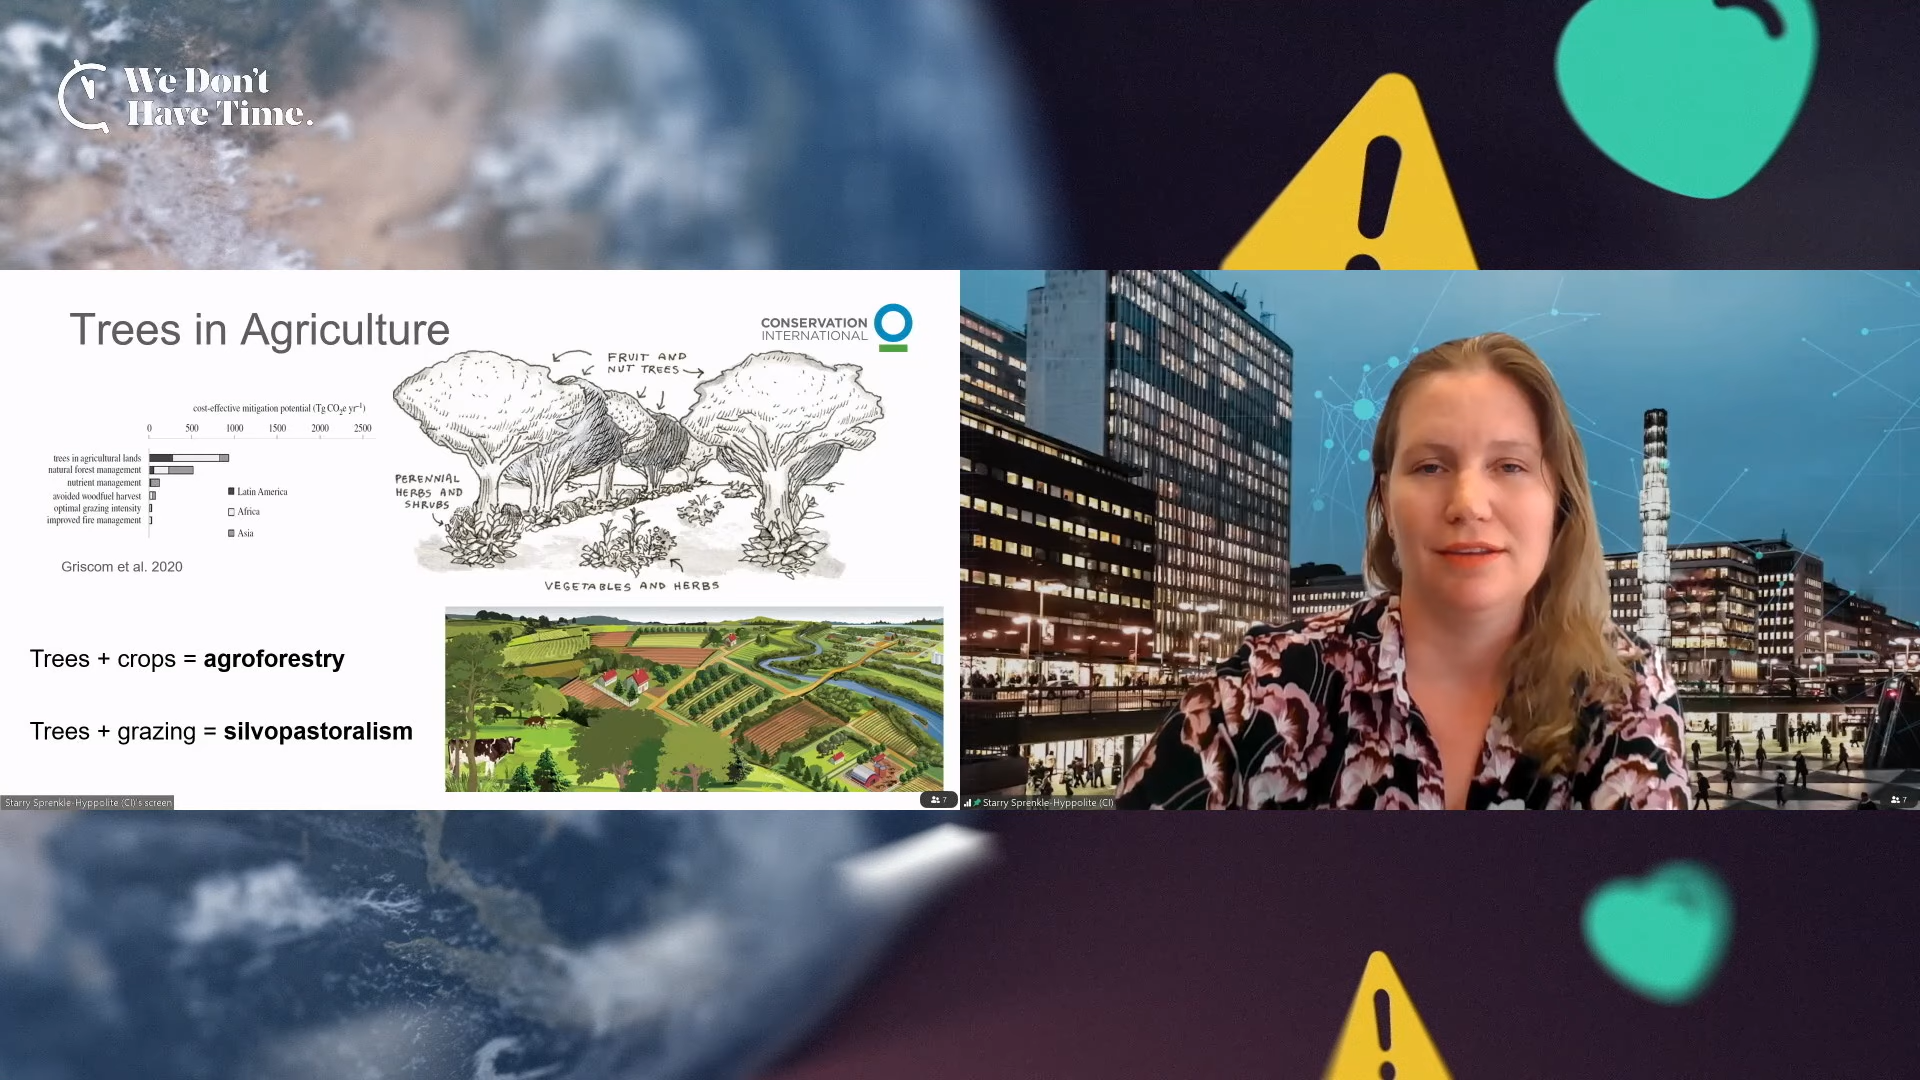 We Don't
Have Time.
Trees in Agriculture
CONSERVATION
INTERNATIONAL
FRUIT AND
NUT TREES
cost-effective mitigation potential (Tg CO₂e yr⁻¹)
0 500 1000 1500 2000 2500
trees in agricultural lands
natural forest management
nutrient management
avoided woodfuel harvest
optimal grazing intensity
improved fire management
Latin America
Africa
Asia
PERENNIAL
HERBS AND
SHRUBS
VEGETABLES AND HERBS
Griscom et al. 2020
Trees + crops = agroforestry
Trees + grazing = silvopastoralism
Starry Sprenkle-Hyppolite (CI)'s screen
7
Starry Sprenkle-Hyppolite (CI)
7